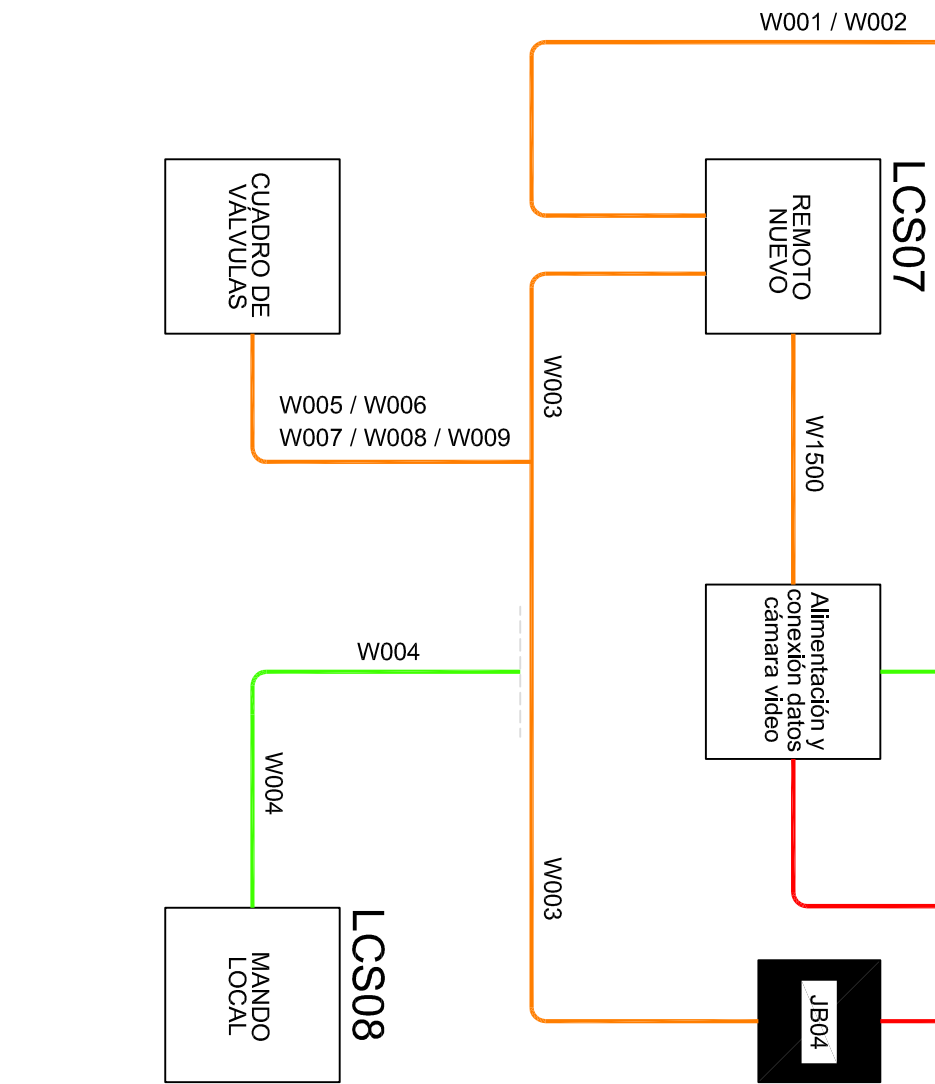 W001 / W002
LCS07
REMOTO
NUEVO
CUADRO DE
VÁLVULAS
W003
W005 / W006
W007 / W008 / W009
W1500
Alimentación y
conexión datos
cámara video
W004
W004
W003
LCS08
MANDO
LOCAL
JB04